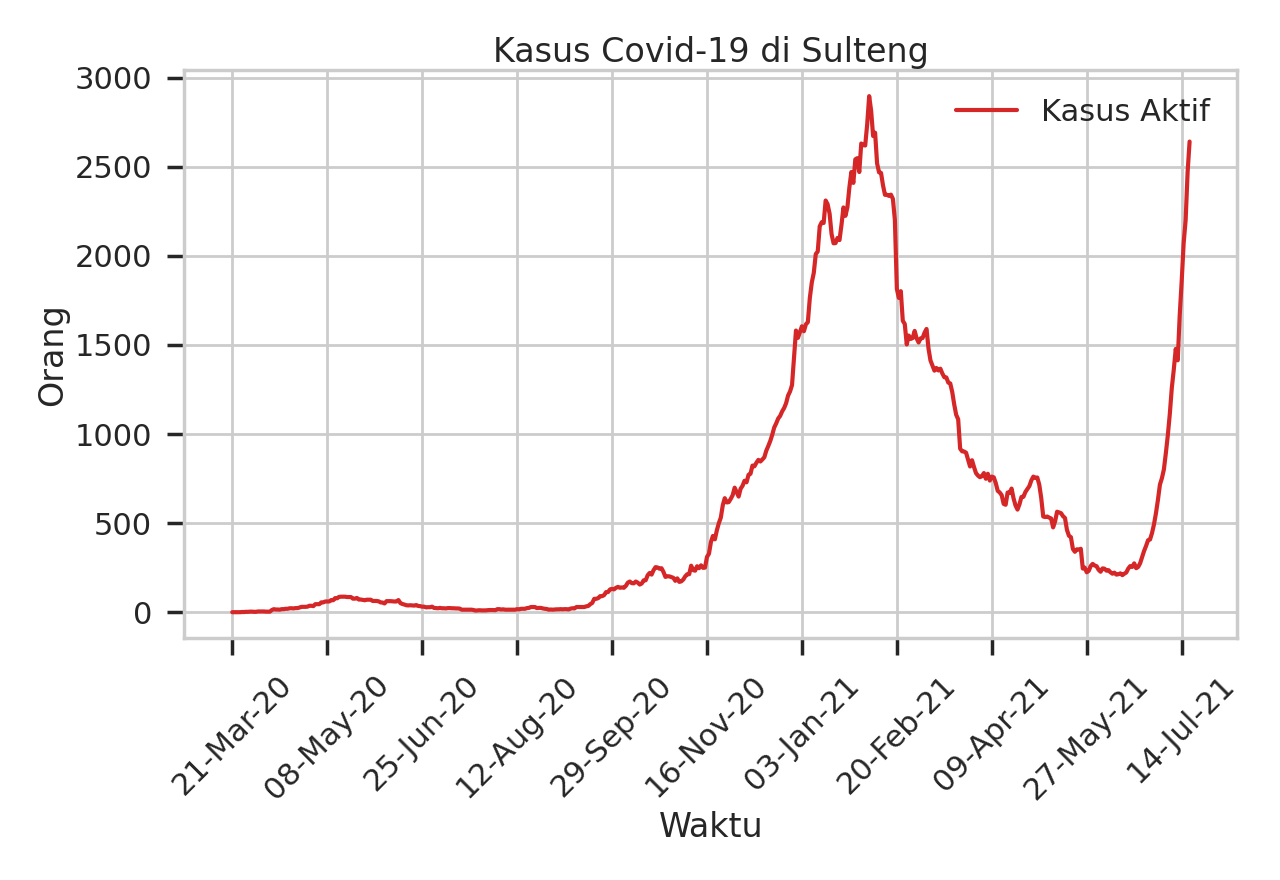 Kasus Covid-19 di Sulteng
Kasus Aktif
3000
2500
2000
1500
1000
500
0
Orang
21-Mar-20
08-May-20
25-Jun-20
12-Aug-20
29-Sep-20
16-Nov-20
03-Jan-21
20-Feb-21
09-Apr-21
27-May-21
14-Jul-21
Waktu